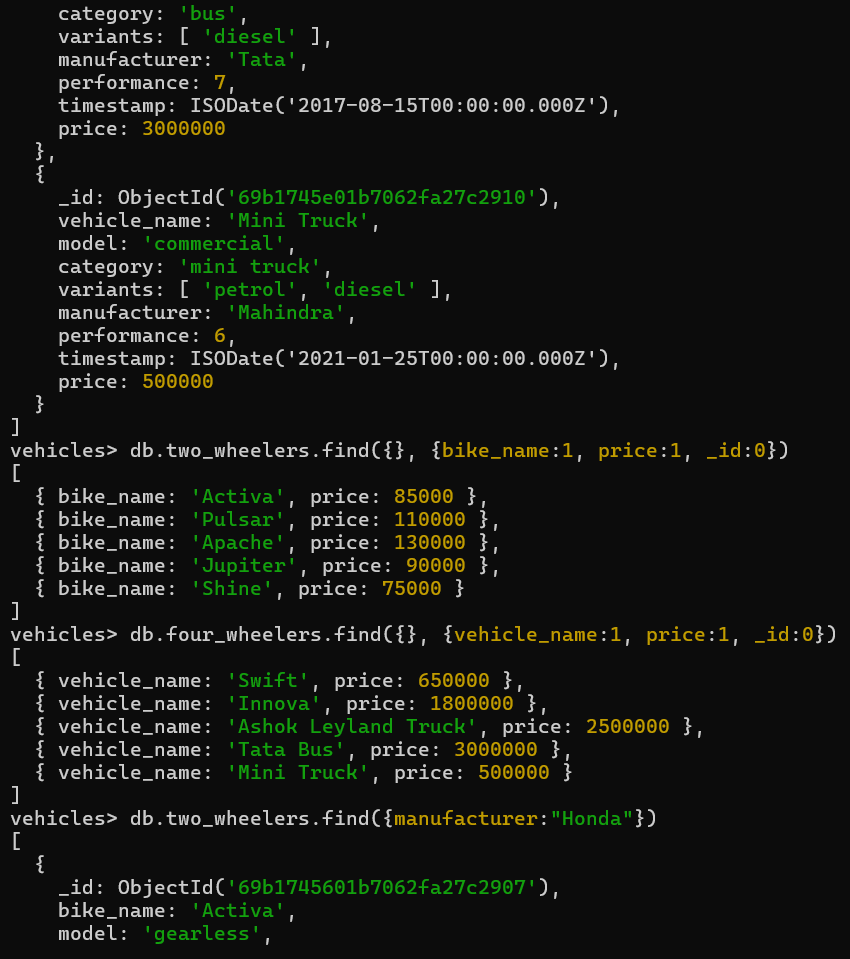 category: 'bus',
    variants: [ 'diesel' ],
    manufacturer: 'Tata',
    performance: 7,
    timestamp: ISODate('2017-08-15T00:00:00.000Z'),
    price: 3000000
  },
  {
    _id: ObjectId('69b1745e01b7062fa27c2910'),
    vehicle_name: 'Mini Truck',
    model: 'commercial',
    category: 'mini truck',
    variants: [ 'petrol', 'diesel' ],
    manufacturer: 'Mahindra',
    performance: 6,
    timestamp: ISODate('2021-01-25T00:00:00.000Z'),
    price: 500000
  }
]
vehicles> db.two_wheelers.find({}, {bike_name:1, price:1, _id:0})
[
  { bike_name: 'Activa', price: 85000 },
  { bike_name: 'Pulsar', price: 110000 },
  { bike_name: 'Apache', price: 130000 },
  { bike_name: 'Jupiter', price: 90000 },
  { bike_name: 'Shine', price: 75000 }
]
vehicles> db.four_wheelers.find({}, {vehicle_name:1, price:1, _id:0})
[
  { vehicle_name: 'Swift', price: 650000 },
  { vehicle_name: 'Innova', price: 1800000 },
  { vehicle_name: 'Ashok Leyland Truck', price: 2500000 },
  { vehicle_name: 'Tata Bus', price: 3000000 },
  { vehicle_name: 'Mini Truck', price: 500000 }
]
vehicles> db.two_wheelers.find({manufacturer:"Honda"})
[
  {
    _id: ObjectId('69b1745601b7062fa27c2907'),
    bike_name: 'Activa',
    model: 'gearless',